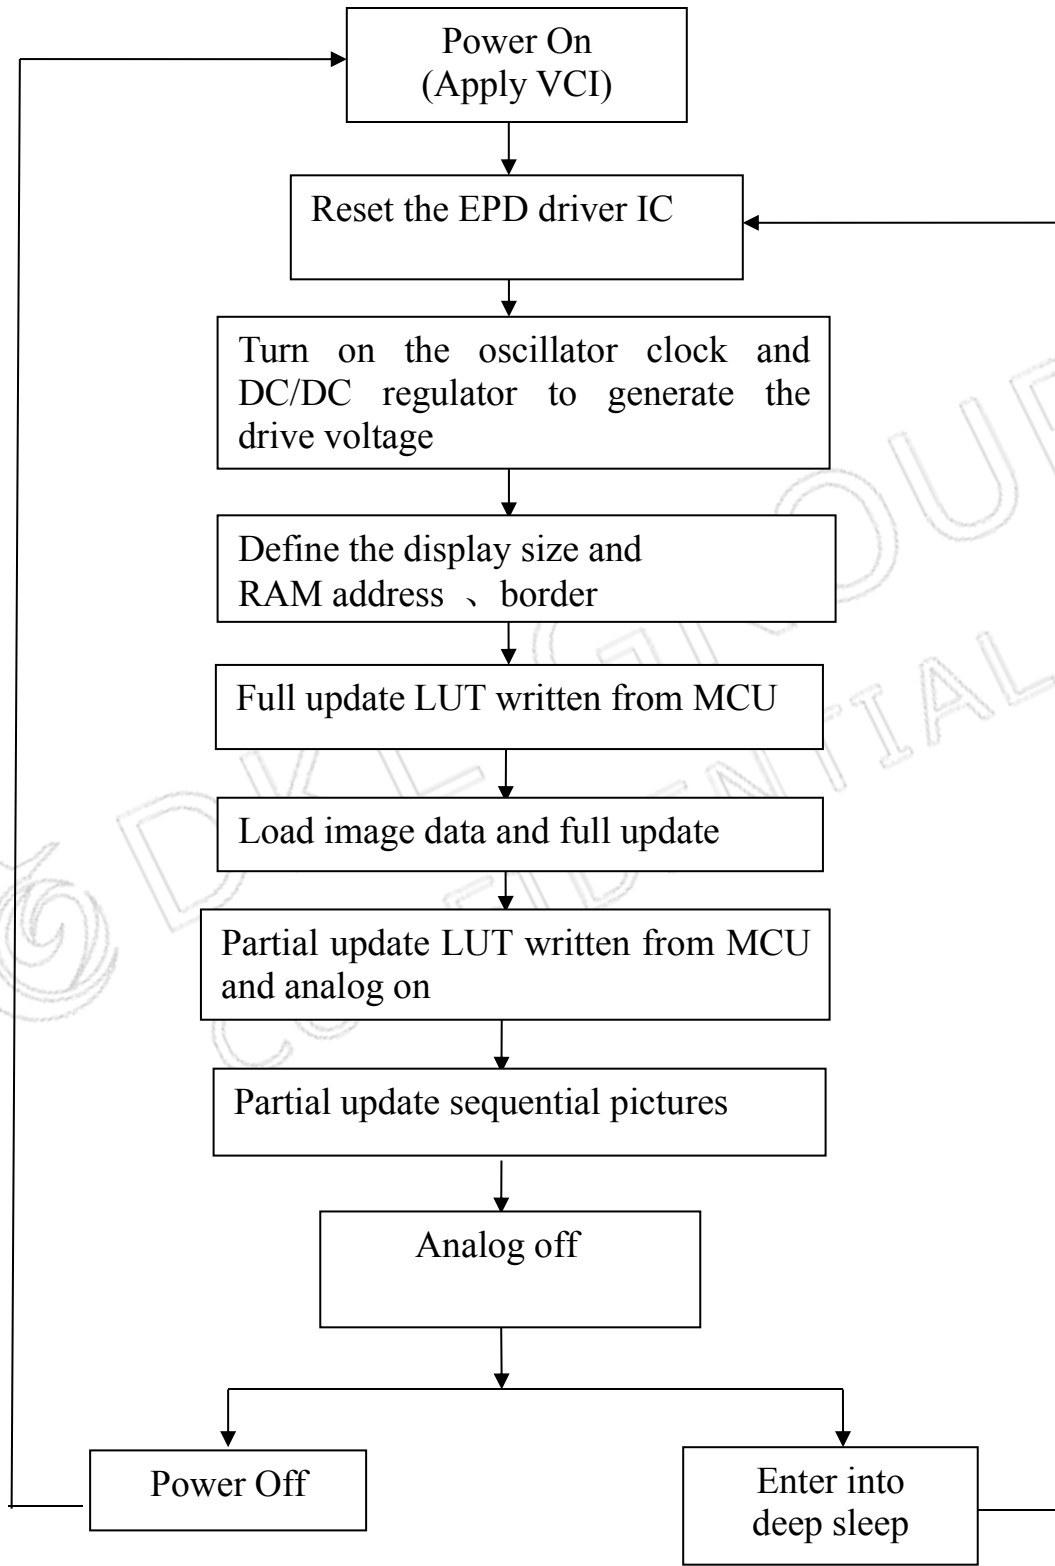 Power On
(Apply VCI)
Reset the EPD driver IC
Turn on the oscillator clock and
DC/DC regulator to generate the
drive voltage
Define the display size and
RAM address 、border
Full update LUT written from MCU
Load image data and full update
Partial update LUT written from MCU
and analog on
Partial update sequential pictures
Analog off
Power Off
Enter into
deep sleep
DKE GROUP
CONFIDENTIAL